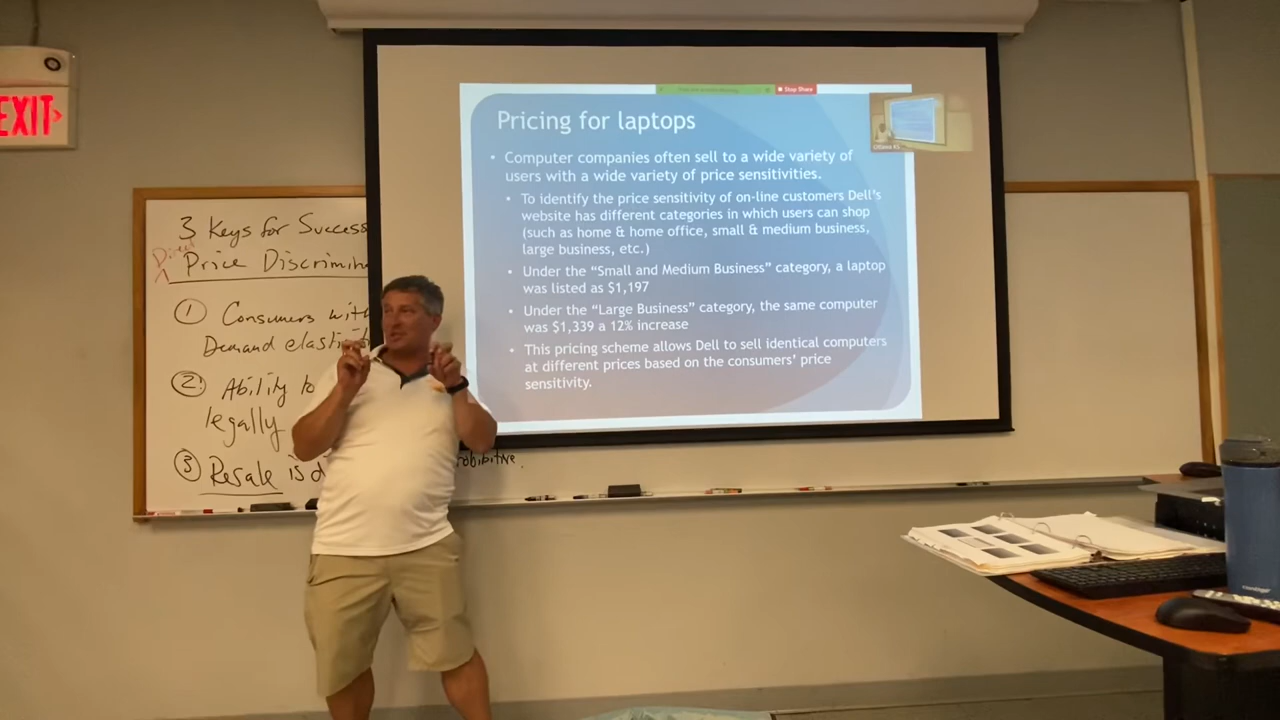 EXIT
Stop Share
Pricing for laptops
• Computer companies often sell to a wide variety of
users with a wide variety of price sensitivities.
• To identify the price sensitivity of on-line customers Dell's
website has different categories in which users can shop
(such as home & home office, small & medium business,
large business, etc.)
• Under the “Small and Medium Business” category, a laptop
was listed as $1,197
• Under the “Large Business” category, the same computer
was $1,339 a 12% increase
• This pricing scheme allows Dell to sell identical computers
at different prices based on the consumers' price
sensitivity.
3 Keys for Success
Direct
Price Discrimin
① Consumers with
Demand elastic
② Ability to
legally
③ Resale is d
rohibitive.